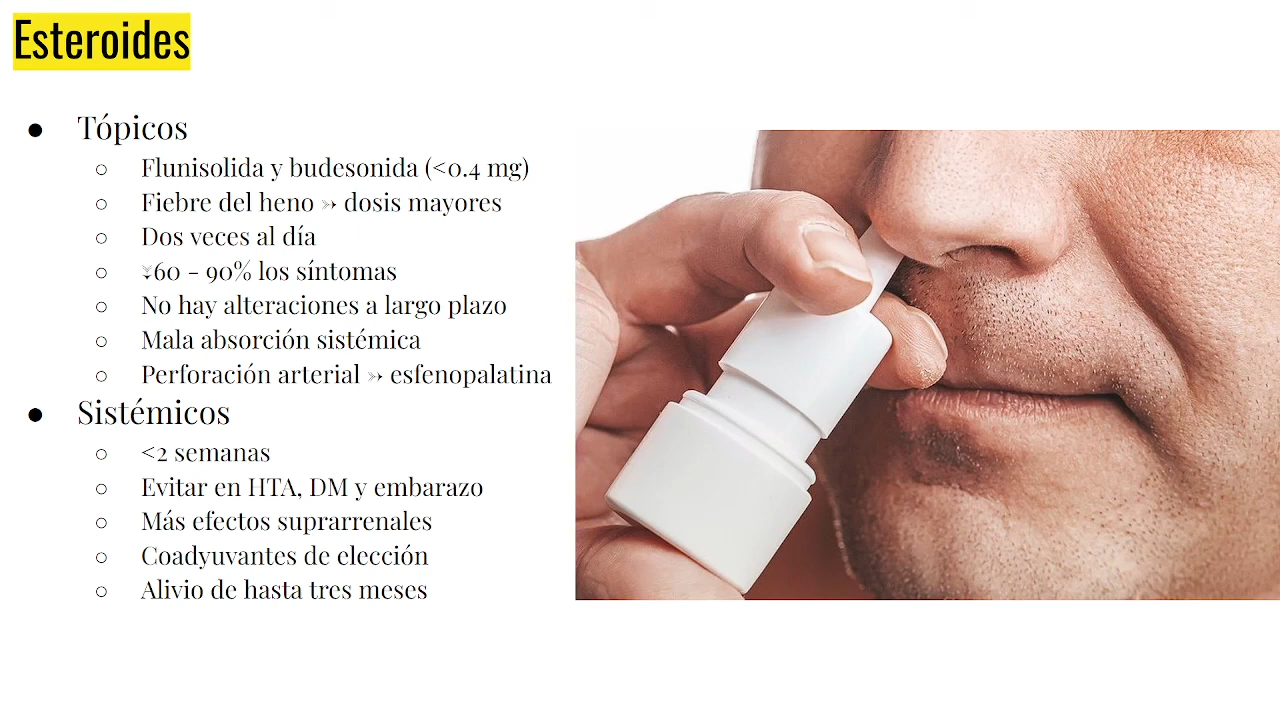 Esteroides
● Tópicos
○ Flunisolida y budesonida (<0.4 mg)
○ Fiebre del heno ➳ dosis mayores
○ Dos veces al día
○ ⪔60 - 90% los síntomas
○ No hay alteraciones a largo plazo
○ Mala absorción sistémica
○ Perforación arterial ➳ esfenopalatina
● Sistémicos
○ <2 semanas
○ Evitar en HTA, DM y embarazo
○ Más efectos suprarrenales
○ Coadyuvantes de elección
○ Alivio de hasta tres meses